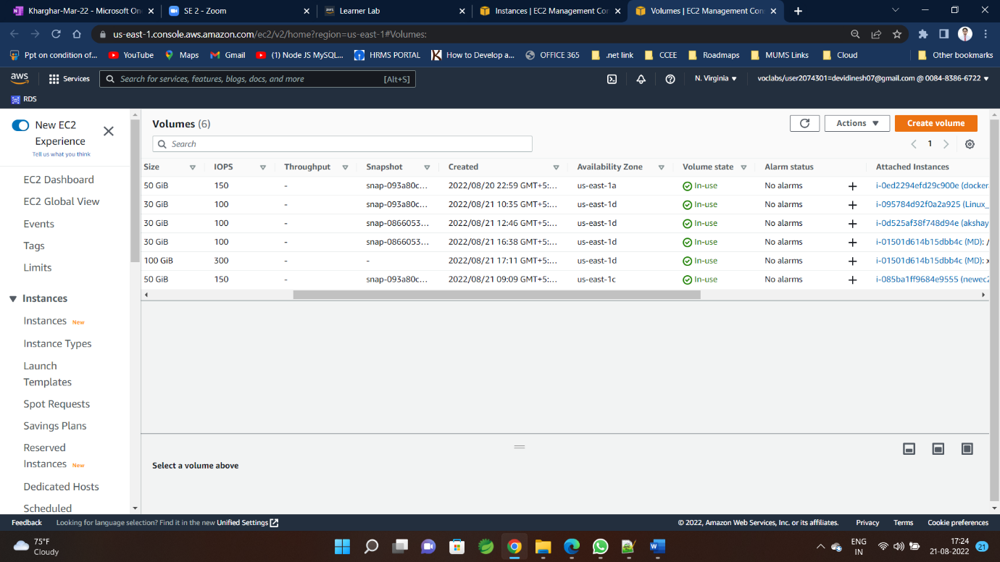 Kharghar-Mar-22 - Microsoft On
SE 2 - Zoom
Learner Lab
Instances | EC2 Management Con
Volumes | EC2 Management Con
us-east-1.console.aws.amazon.com/ec2/v2/home?region=us-east-1#Volumes:
Ppt on condition of...
YouTube
Maps
Gmail
(1) Node JS MySQL...
HRMS PORTAL
How to Develop a...
OFFICE 365
.net link
CCEE
Roadmaps
MUMS Links
Cloud
Other bookmarks
aws
Services
Search for services, features, blogs, docs, and more
[Alt+S]
N. Virginia
voclabs/user2074301=devidinesh07@gmail.com @ 0084-8386-6722
RDS
New EC2
Experience
Tell us what you think
EC2 Dashboard
EC2 Global View
Events
Tags
Limits
Instances
Instances New
Instance Types
Launch
Templates
Spot Requests
Savings Plans
Reserved
Instances New
Dedicated Hosts
Scheduled
Volumes (6)
Actions
Create volume
Search
1
Size IOPS Throughput Snapshot Created Availability Zone Volume state Alarm status Attached Instances
50 GiB 150 - snap-093a80c... 2022/08/20 22:59 GMT+5:... us-east-1a In-use No alarms + i-0ed2294efd29c900e (docker
30 GiB 100 - snap-093a80c... 2022/08/21 10:35 GMT+5:... us-east-1d In-use No alarms + i-095784d92f0a2a925 (Linux_
30 GiB 100 - snap-0866053... 2022/08/21 12:46 GMT+5:... us-east-1d In-use No alarms + i-0d525af38f748d94e (akshay
30 GiB 100 - snap-0866053... 2022/08/21 16:38 GMT+5:... us-east-1d In-use No alarms + i-01501d614b15dbb4c (MD): /
100 GiB 300 - - 2022/08/21 17:11 GMT+5:... us-east-1d In-use No alarms + i-01501d614b15dbb4c (MD): x
50 GiB 150 - snap-093a80c... 2022/08/21 09:09 GMT+5:... us-east-1c In-use No alarms + i-085ba1ff9684e9555 (newec2
Select a volume above
Feedback
Looking for language selection? Find it in the new Unified Settings
© 2022, Amazon Web Services, Inc. or its affiliates.
Privacy
Terms
Cookie preferences
75°F
Cloudy
ENG
IN
17:24
21-08-2022
21